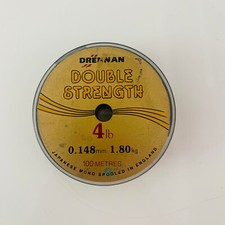 DRENNAN
DOUBLE
STRENGTH
4lb
0.148mm 1.80kg
100 METRES
JAPANESE MONO SPOOLED IN ENGLAND